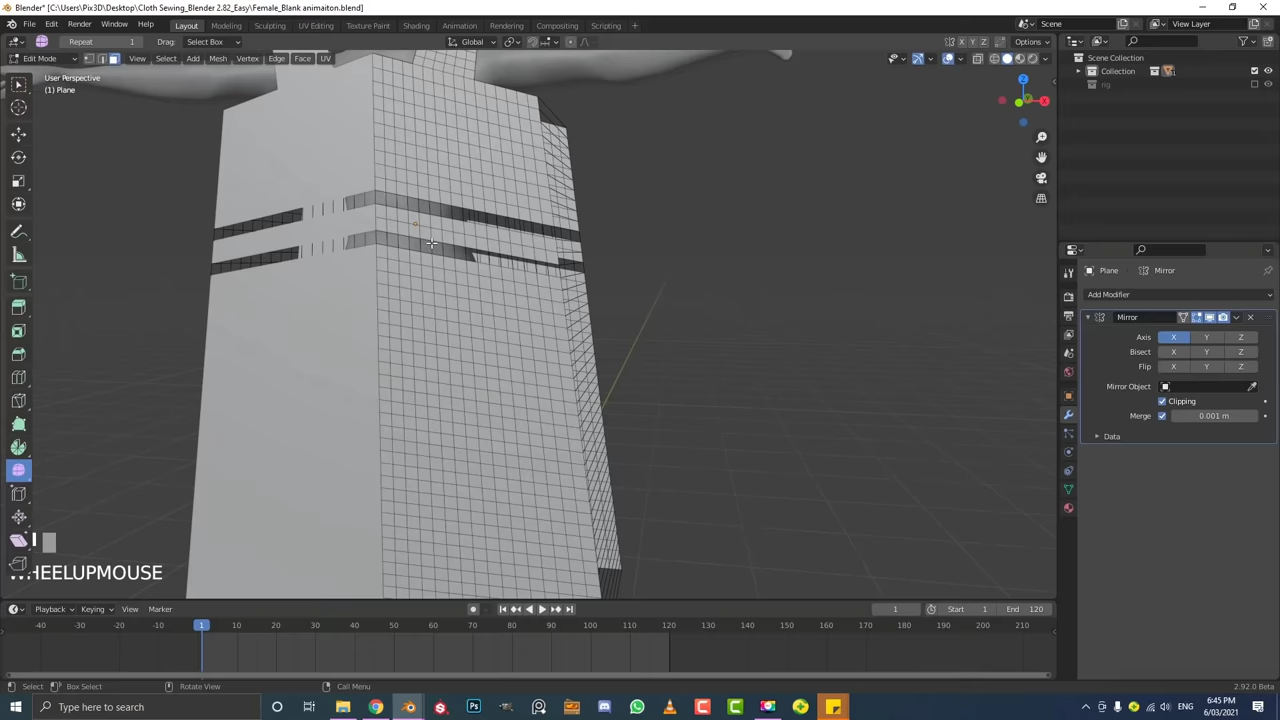 Blender* [C:\Users\Pix3D\Desktop\Cloth Sewing_Blender 2.82_Easy\Female_Blank animaiton.blend]
File Edit Render Window Help Layout Modeling Sculpting UV Editing Texture Paint Shading Animation Rendering Compositing Scripting Scene View Layer
Repeat 1 Drag: Select Box Global X Y Z Options
Edit Mode View Select Add Mesh Vertex Edge Face UV
User Perspective
(1) Plane
Z
X
Scene Collection
Collection
rig
Plane Mirror
Add Modifier
Mirror
Axis X Y Z
Bisect X Y Z
Flip X Y Z
Mirror Object
Clipping
Merge 0.001 m
Data
HEELUPMOUSE
Playback Keying View Marker 1 Start 1 End 120
-40 -30 -20 -10 1 10 20 30 40 50 60 70 80 90 100 110 120 130 140 150 160 170 180 190 200 210
Select Box Select Rotate View Call Menu 2.92.0 Beta
Type here to search
6:45 PM
6/03/2021